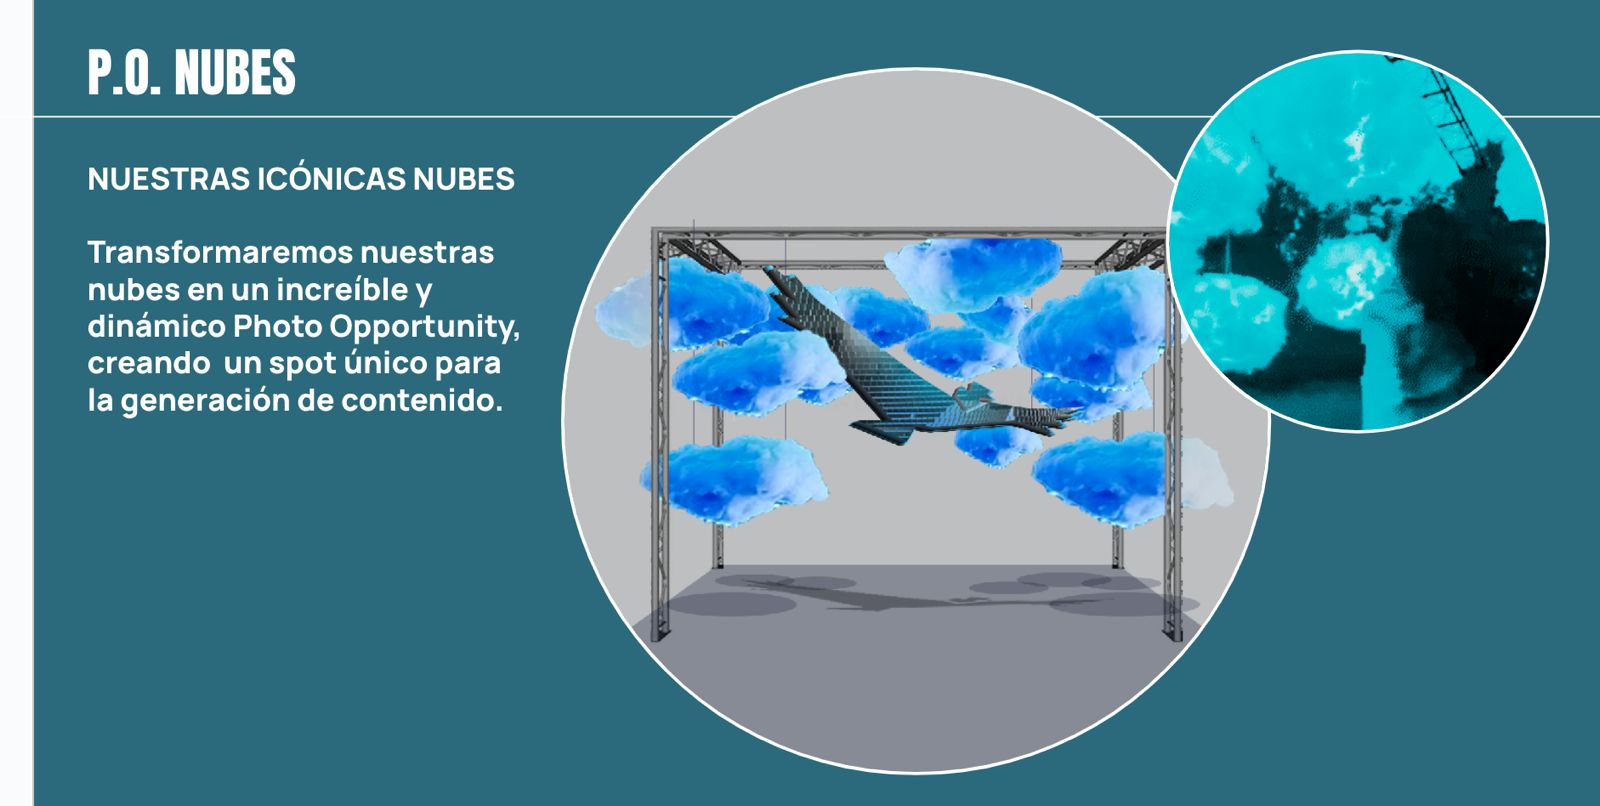 P.O. NUBES
NUESTRAS ICÓNICAS NUBES
Transformaremos nuestras
nubes en un increíble y
dinámico Photo Opportunity,
creando  un spot único para
la generación de contenido.